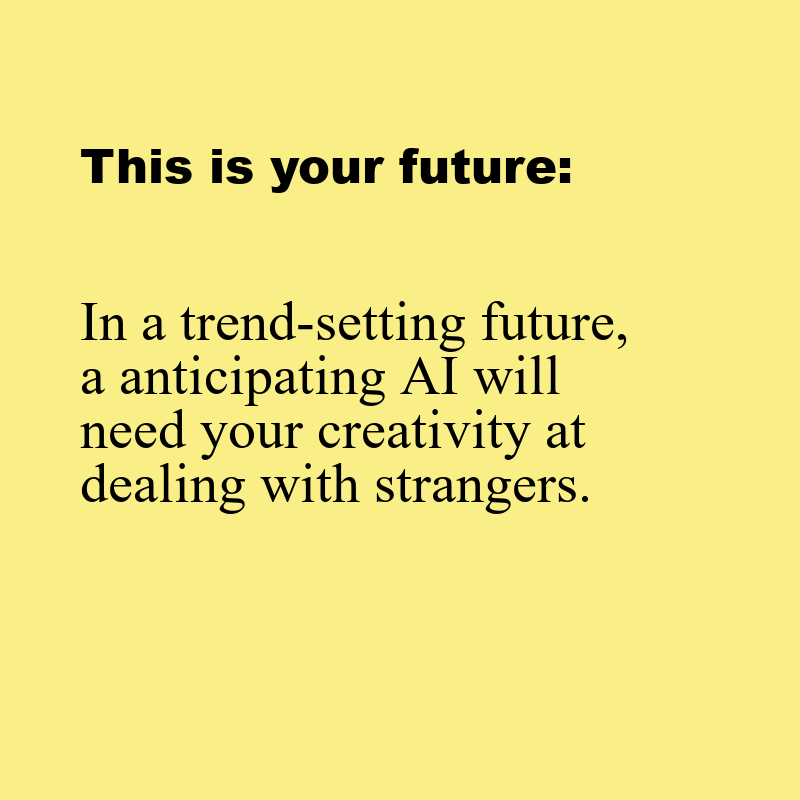 This is your future:
In a trend-setting future,
a anticipating AI will
need your creativity at
dealing with strangers.